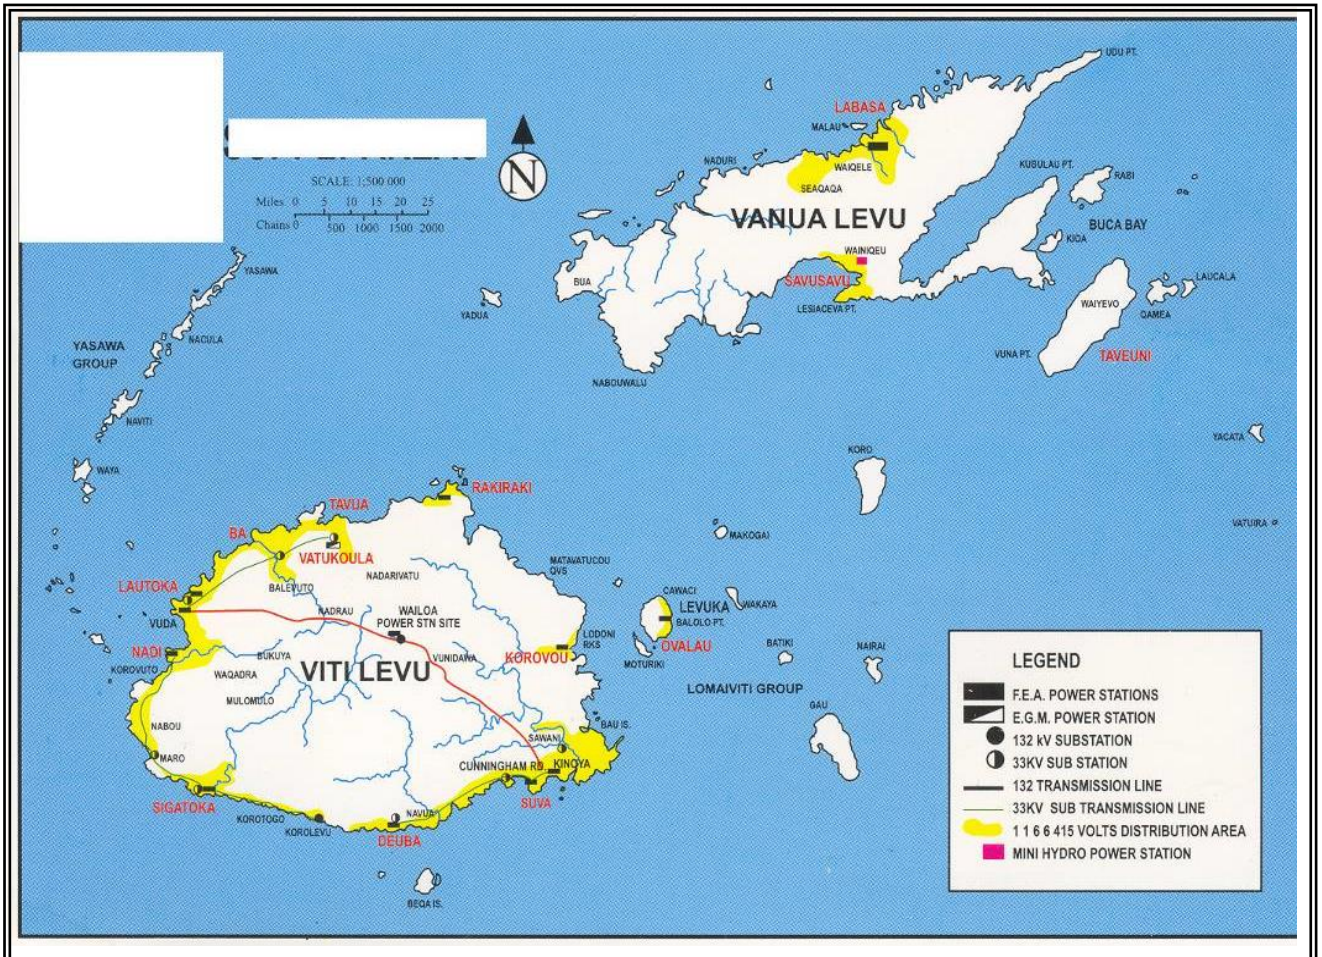 SCALE: 1:500 000
Miles 0 5 10 15 20 25
Chains 0 500 1000 1500 2000
N
UDU PT.
LABASA
MALAU
NADURI
WAIQELE
SEAQAQA
KUBULAU PT.
RABI
VANUA LEVU
BUCA BAY
KIOA
WAINIQEU
SAVUSAVU
LESIACEVA PT.
BUA
YADUA
NABOUWALU
LAUCALA
QAMEA
WAIYEVO
VUNA PT.
TAVEUNI
YASAWA
NACULA
YASAWA
GROUP
NAVITI
WAYA
YACATA
KORO
VATUIRA
MAKOGAI
RAKIRAKI
TAVUA
BA
VATUKOULA
LAUTOKA
BALEVUTO
NADARIVATU
MATAVATUCOU
QVS
CAWACI
LEVUKA
WAKAYA
BALOLO PT.
VUDA
NADRAU
WAILOA
POWER STN SITE
LODONI
RKS
OVALAU
BATIKI
NAIRAI
NADI
KOROVUTO
BUKUYA
WAQADRA
VITI LEVU
VUNIDAWA
KOROVOU
MOTURIKI
MULOMULO
LOMAIVITI GROUP
NABOU
GAU
BAU IS.
SAWANI
MARO
CUNNINGHAM RD.
KINOYA
SIGATOKA
SUVA
KOROTOGO
KOROLEVU
NAVUA
DEUBA
BEQA IS.
LEGEND
F.E.A. POWER STATIONS
E.G.M. POWER STATION
132 kV SUBSTATION
33KV SUB STATION
132 TRANSMISSION LINE
33KV SUB TRANSMISSION LINE
1 1 6 6 415 VOLTS DISTRIBUTION AREA
MINI HYDRO POWER STATION